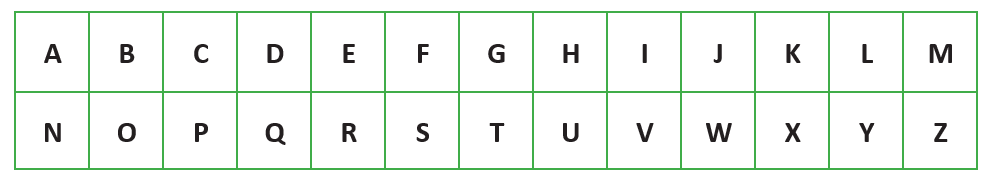 A B C D E F G H I J K L M
N O P Q R S T U V W X Y Z